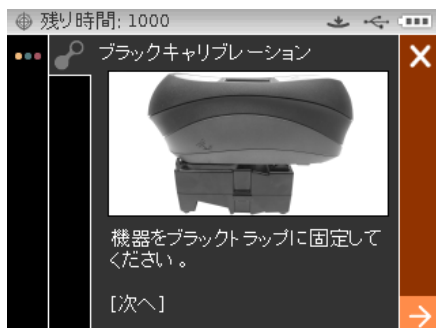 残り時間: 1000
ブラックキャリブレーション
機器をブラックトラップに固定して
ください。
[次へ]